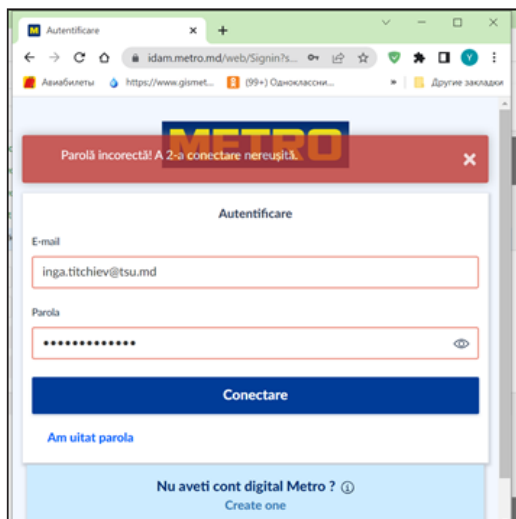 Autentificare
idam.metro.md/web/Signin?s...
Авиабилеты https://www.gismet... (99+) Одноклассни... » Другие закладки
METRO
Parolă incorectă! A 2-a conectare nereușită.
Autentificare
E-mail
inga.titchiev@tsu.md
Parola
•••••••••••••
Conectare
Am uitat parola
Nu aveti cont digital Metro ?
Create one